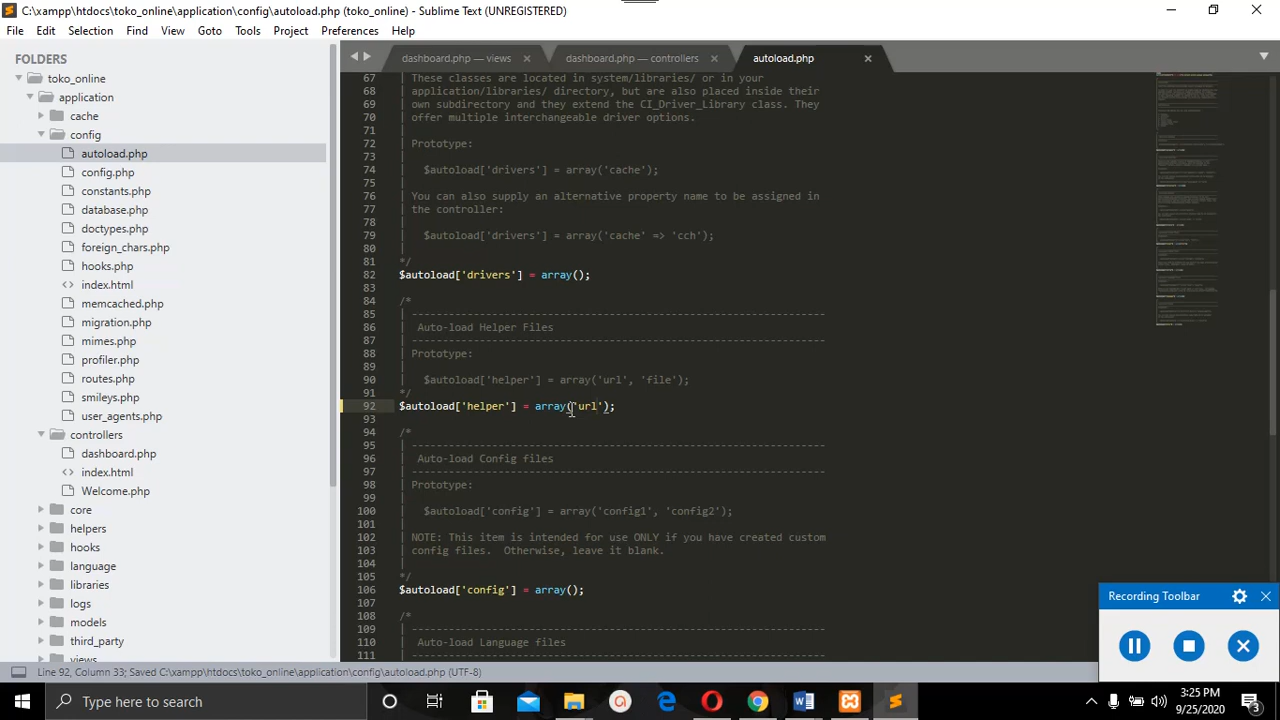 C:\xampp\htdocs\toko_online\application\config\autoload.php (toko_online) - Sublime Text (UNREGISTERED)
File Edit Selection Find View Goto Tools Project Preferences Help
FOLDERS
toko_online
application
cache
config
autoload.php
config.php
constants.php
database.php
doctypes.php
foreign_chars.php
hooks.php
index.html
memcached.php
migration.php
mimes.php
profiler.php
routes.php
smileys.php
user_agents.php
controllers
dashboard.php
index.html
Welcome.php
core
helpers
hooks
language
libraries
logs
models
third_party
views
dashboard.php — views
dashboard.php — controllers
autoload.php
67 | These classes are located in system/libraries/ or in your
68 | application/libraries/ directory, but are also placed inside their
69 | own subdirectory and they extend the CI_Driver_Library class. They
70 | offer multiple interchangeable driver options.
71 |
72 | Prototype:
73 |
74 | $autoload['drivers'] = array('cache');
75 |
76 | You can also supply an alternative property name to be assigned in
77 | the controller:
78 |
79 | $autoload['drivers'] = array('cache' => 'cch');
80 |
81 */
82 $autoload['drivers'] = array();
83
84 /*
85 | -------------------------------------------------------------------
86 | Auto-load Helper Files
87 | -------------------------------------------------------------------
88 | Prototype:
89 |
90 | $autoload['helper'] = array('url', 'file');
91 */
92 $autoload['helper'] = array('url');
93
94 /*
95 | -------------------------------------------------------------------
96 | Auto-load Config files
97 | -------------------------------------------------------------------
98 | Prototype:
99 |
100 | $autoload['config'] = array('config1', 'config2');
101 |
102 | NOTE: This item is intended for use ONLY if you have created custom
103 | config files. Otherwise, leave it blank.
104 |
105 */
106 $autoload['config'] = array();
107
108 /*
109 | -------------------------------------------------------------------
110 | Auto-load Language files
111 | -------------------------------------------------------------------
Recording Toolbar
Line 92, Column 33; Saved C:\xampp\htdocs\toko_online\application\config\autoload.php (UTF-8)
Type here to search
3:25 PM
9/25/2020
3